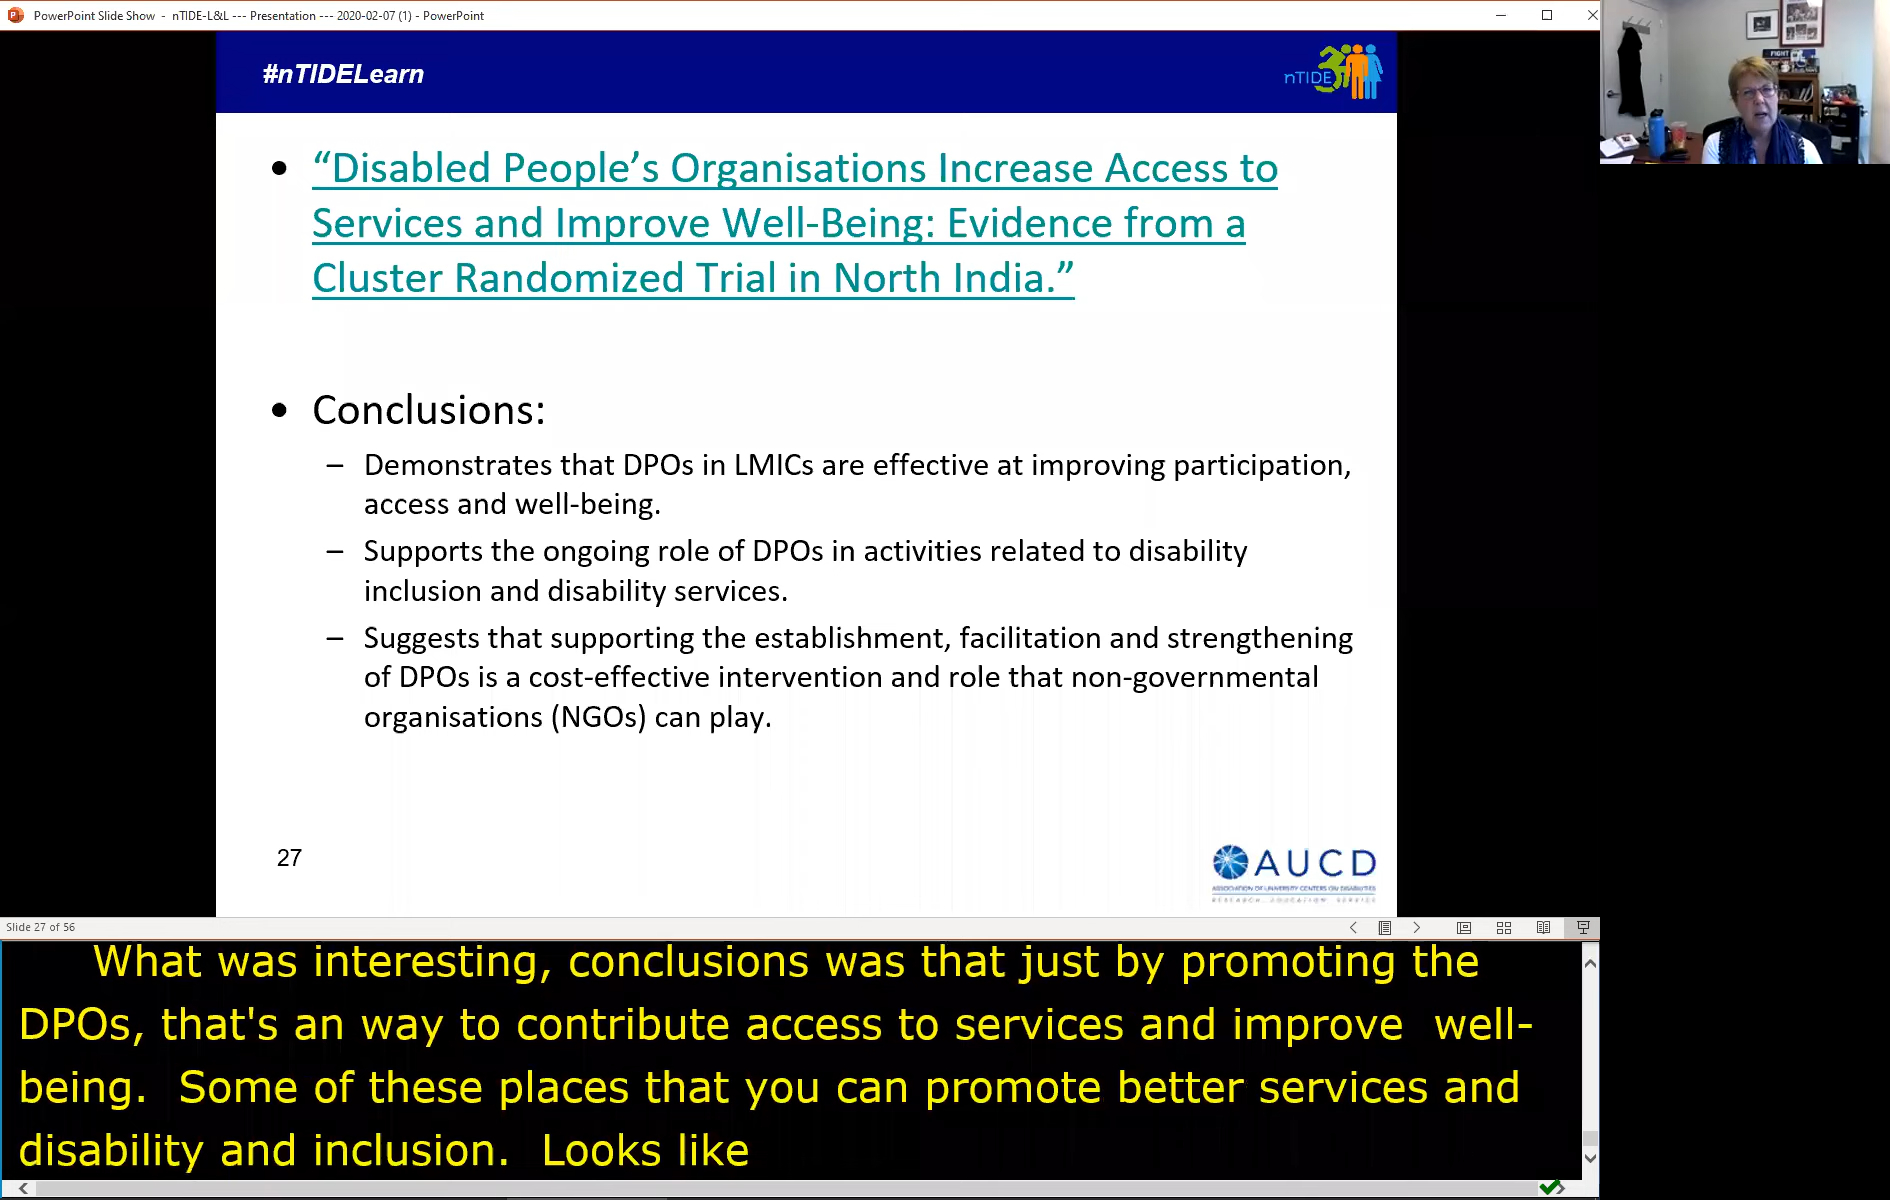 PowerPoint Slide Show - nTIDE-L&L --- Presentation --- 2020-02-07 (1) - PowerPoint
#nTIDELearn
nTIDE
• “Disabled People’s Organisations Increase Access to
Services and Improve Well-Being: Evidence from a
Cluster Randomized Trial in North India.”
• Conclusions:
– Demonstrates that DPOs in LMICs are effective at improving participation,
access and well-being.
– Supports the ongoing role of DPOs in activities related to disability
inclusion and disability services.
– Suggests that supporting the establishment, facilitation and strengthening
of DPOs is a cost-effective intervention and role that non-governmental
organisations (NGOs) can play.
27
AUCD
ASSOCIATION OF UNIVERSITY CENTERS ON DISABILITIES
RESEARCH, EDUCATION, SERVICE
Slide 27 of 56
What was interesting, conclusions was that just by promoting the
DPOs, that's an way to contribute access to services and improve  well-
being.  Some of these places that you can promote better services and
disability and inclusion.  Looks like
FIGHT